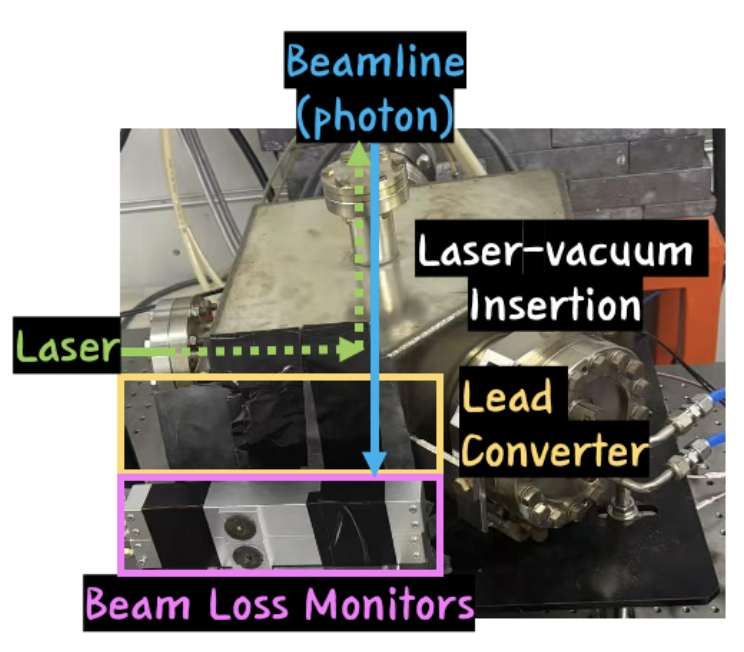 Beamline
(photon)
Laser-vacuum
Insertion
Laser
Lead
Converter
Beam Loss Monitors